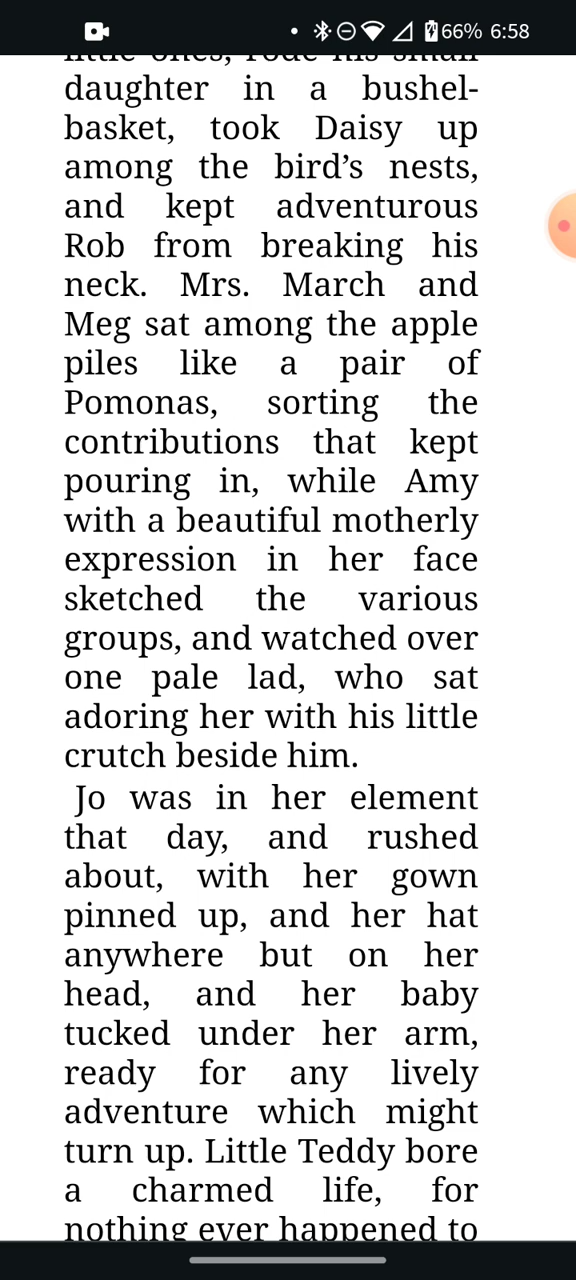 66% 6:58
little ones, rode his small
daughter in a bushel-
basket, took Daisy up
among the bird’s nests,
and kept adventurous
Rob from breaking his
neck. Mrs. March and
Meg sat among the apple
piles like a pair of
Pomonas, sorting the
contributions that kept
pouring in, while Amy
with a beautiful motherly
expression in her face
sketched the various
groups, and watched over
one pale lad, who sat
adoring her with his little
crutch beside him.
Jo was in her element
that day, and rushed
about, with her gown
pinned up, and her hat
anywhere but on her
head, and her baby
tucked under her arm,
ready for any lively
adventure which might
turn up. Little Teddy bore
a charmed life, for
nothing ever happened to